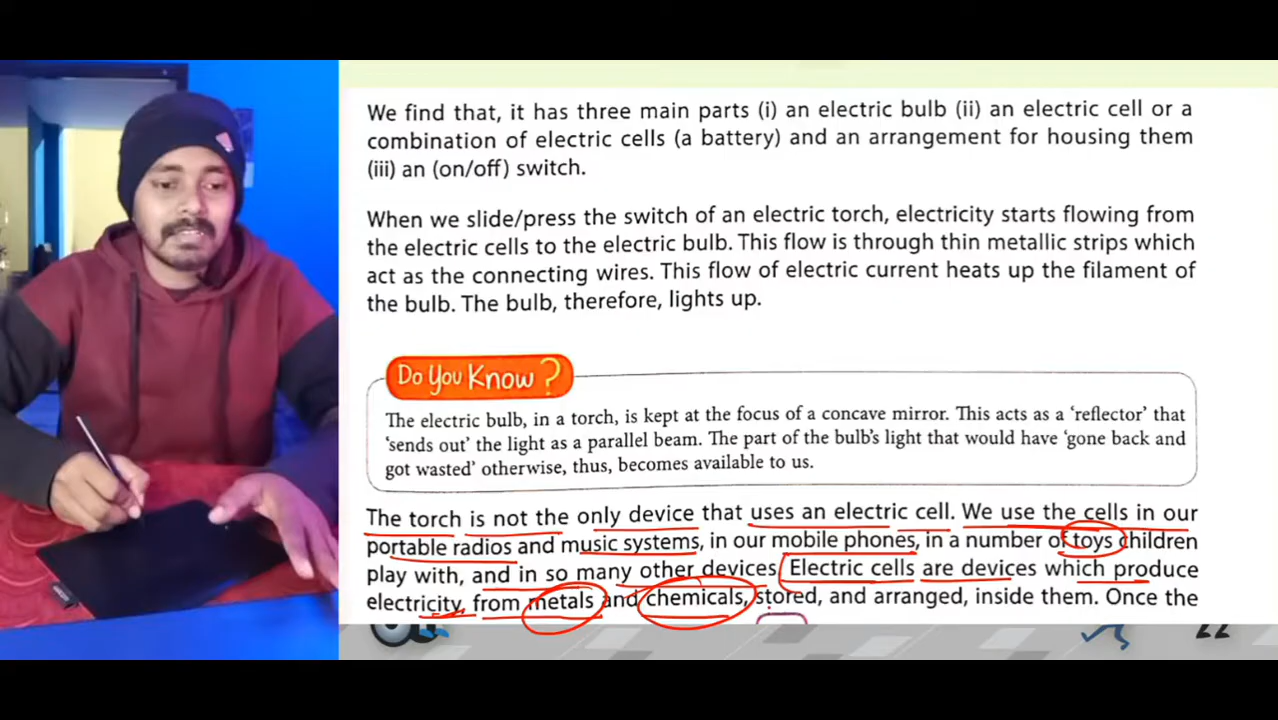 We find that, it has three main parts (i) an electric bulb (ii) an electric cell or a
combination of electric cells (a battery) and an arrangement for housing them
(iii) an (on/off) switch.
When we slide/press the switch of an electric torch, electricity starts flowing from
the electric cells to the electric bulb. This flow is through thin metallic strips which
act as the connecting wires. This flow of electric current heats up the filament of
the bulb. The bulb, therefore, lights up.
Do You Know ?
The electric bulb, in a torch, is kept at the focus of a concave mirror. This acts as a ‘reflector’ that
‘sends out’ the light as a parallel beam. The part of the bulb’s light that would have ‘gone back and
got wasted’ otherwise, thus, becomes available to us.
The torch is not the only device that uses an electric cell. We use the cells in our
portable radios and music systems, in our mobile phones, in a number of toys children
play with, and in so many other devices. Electric cells are devices which produce
electricity, from metals and chemicals, stored, and arranged, inside them. Once the